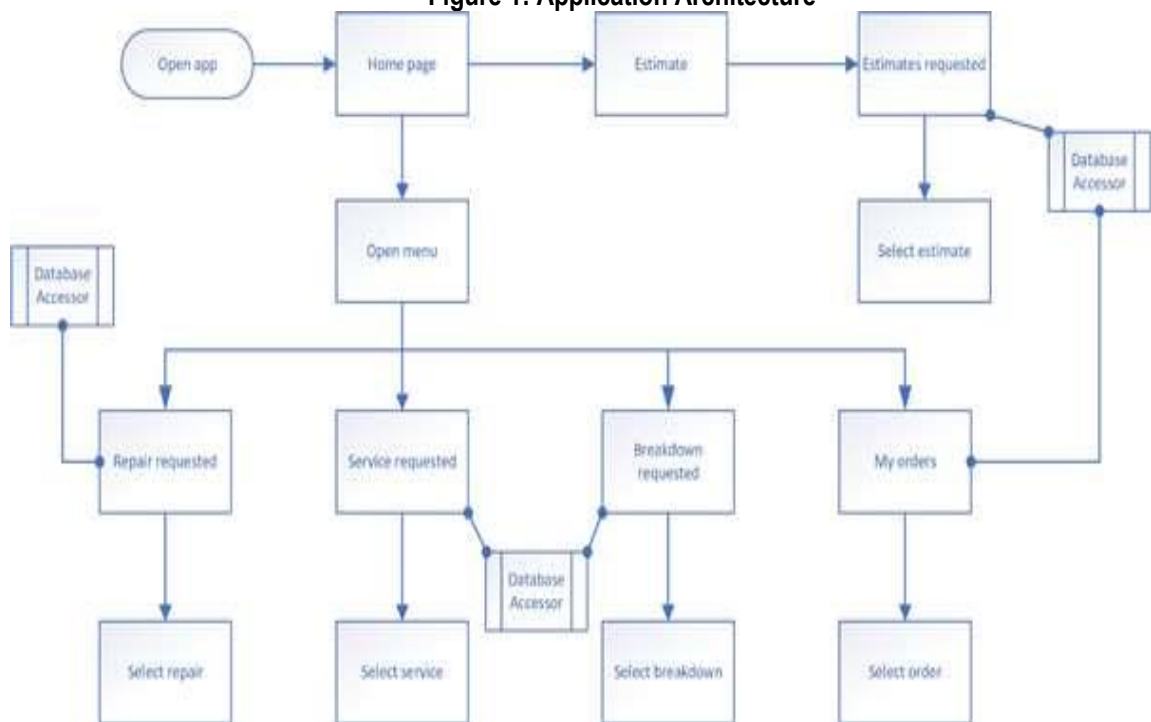 Figure 1: Application Architecture
Open app
Home page
Estimate
Estimates requested
Database
Accessor
Open menu
Select estimate
Database
Accessor
Repair requested
Service requested
Breakdown
requested
My orders
Database
Accessor
Select repair
Select service
Select breakdown
Select order